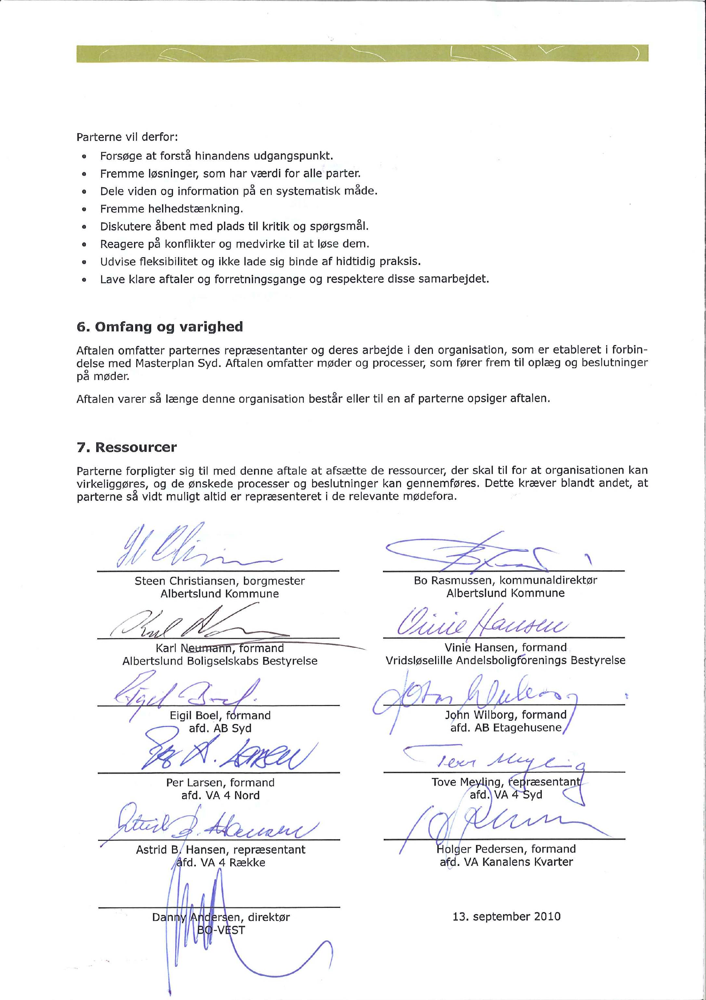 Parterne vil derfor:
• Forsøge at forstå hinandens udgangspunkt.
• Fremme løsninger, som har værdi for alle parter.
• Dele viden og information på en systematisk måde.
• Fremme helhedstænkning.
• Diskutere åbent med plads til kritik og spørgsmål.
• Reagere på konflikter og medvirke til at løse dem.
• Udvise fleksibilitet og ikke lade sig binde af hidtidig praksis.
• Lave klare aftaler og forretningsgange og respektere disse samarbejdet.
6. Omfang og varighed
Aftalen omfatter parternes repræsentanter og deres arbejde i den organisation, som er etableret i forbin-
delse med Masterplan Syd. Aftalen omfatter møder og processer, som fører frem til oplæg og beslutninger
på møder.
Aftalen varer så længe denne organisation består eller til en af parterne opsiger aftalen.
7. Ressourcer
Parterne forpligter sig til med denne aftale at afsætte de ressourcer, der skal til for at organisationen kan
virkeliggøres, og de ønskede processer og beslutninger kan gennemføres. Dette kræver blandt andet, at
parterne så vidt muligt altid er repræsenteret i de relevante mødefora.
Steen Christiansen, borgmester
Albertslund Kommune
Bo Rasmussen, kommunaldirektør
Albertslund Kommune
Karl Neumann, formand
Albertslund Boligselskabs Bestyrelse
Vinie Hansen
Vinie Hansen, formand
Vridsløselille Andelsboligforenings Bestyrelse
Eigil Boel
Eigil Boel, formand
afd. AB Syd
John Wilborg, formand
afd. AB Etagehusene
Per A. Larsen
Per Larsen, formand
afd. VA 4 Nord
Tove Meyling
Tove Meyling, repræsentant
afd. VA 4 Syd
Astrid B. Hansen
Astrid B. Hansen, repræsentant
afd. VA 4 Række
Holger Pedersen, formand
afd. VA Kanalens Kvarter
Danny Andersen, direktør
BO-VEST
13. september 2010